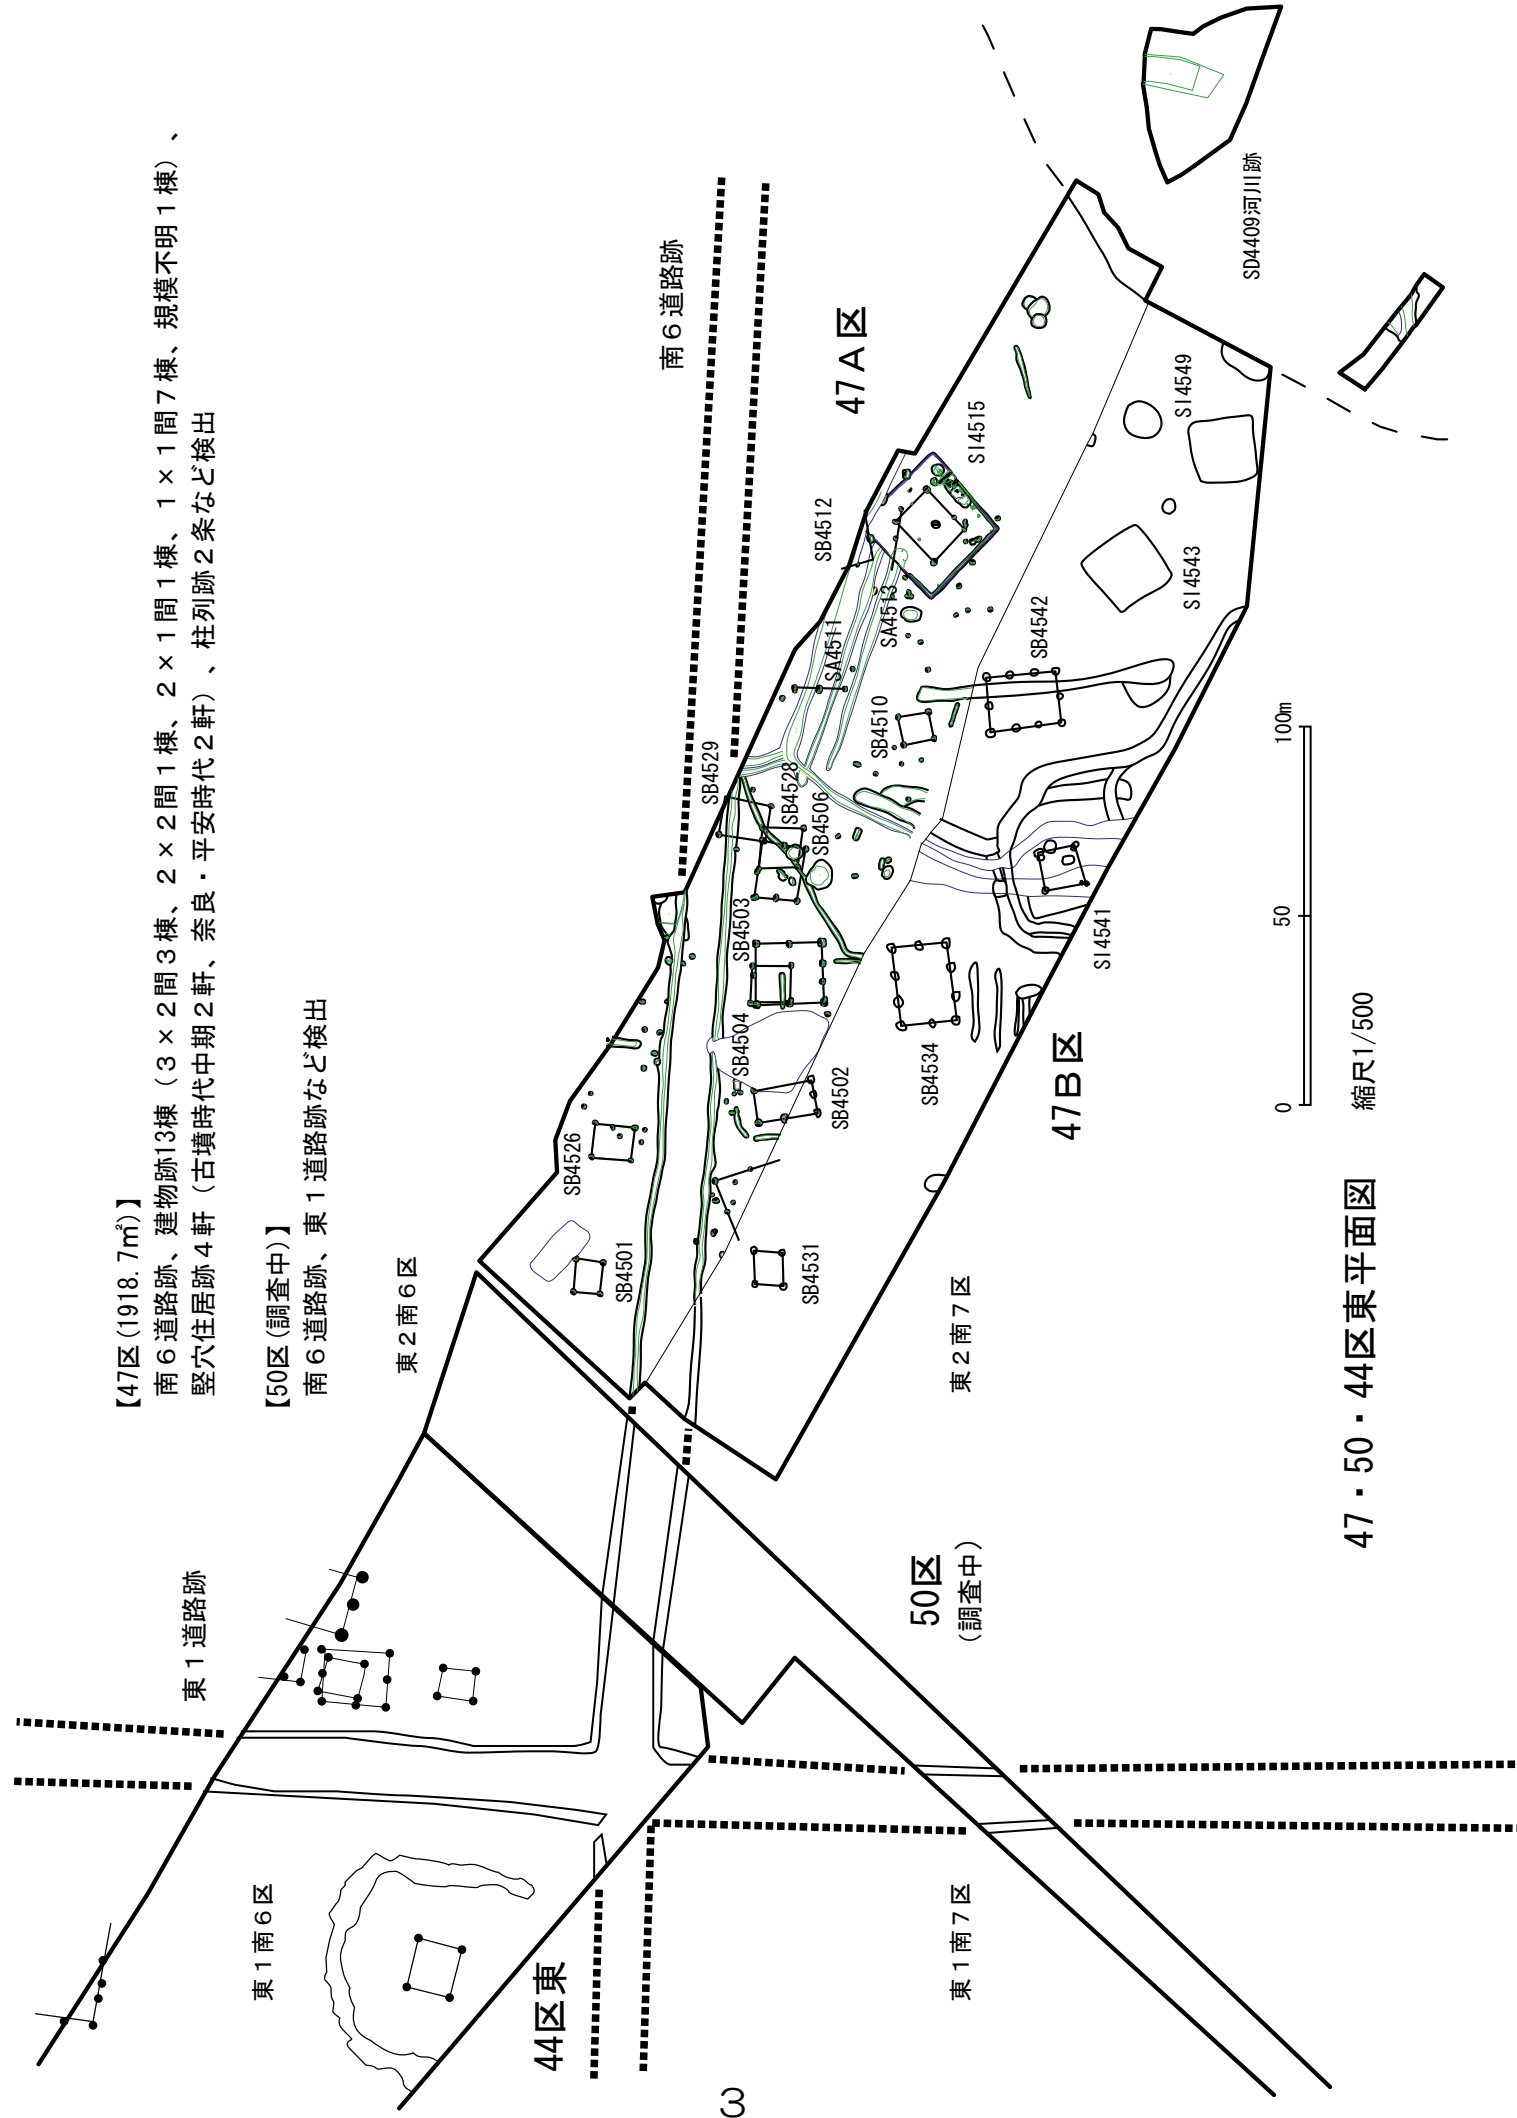 【47区(1918.7㎡)】
南６道路跡、建物跡13棟（３×２間３棟、２×２間１棟、２×１間１棟、１×１間７棟、規模不明１棟）、
竪穴住居跡４軒（古墳時代中期２軒、奈良・平安時代２軒）、柱列跡２条など検出
【50区(調査中)】
南６道路跡、東１道路跡など検出
東１道路跡
東２南６区
南６道路跡
東１南６区
44区東
47Ａ区
SB4501
SB4526
SB4529
SB4528
SB4506
SB4503
SB4504
SB4502
SB4531
SB4512
SA4511
SA4513
SB4510
SI4515
SB4534
SB4542
SI4541
SI4543
SI4549
SD4409河川跡
50区
（調査中）
47Ｂ区
東１南７区
東２南７区
0
50
100m
縮尺1/500
47・50・44区東平面図
3